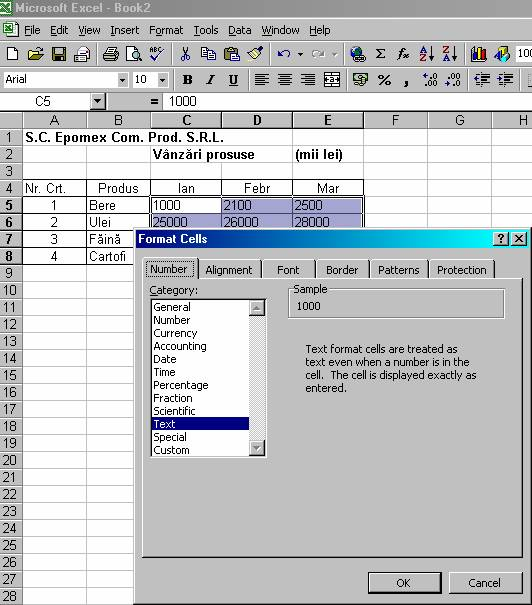 Microsoft Excel - Book2
File Edit View Insert Format Tools Data Window Help
Arial 10 B I U % , 100
C5 = 1000
A B C D E F G H
1 S.C. Epomex Com. Prod. S.R.L.
2 Vânzări prosuse (mii lei)
3
4 Nr. Crt. Produs Ian Febr Mar
5 1 Bere 1000 2100 2500
6 2 Ulei 25000 26000 28000
7 3 Făină
8 4 Cartofi
9
10
11
12
13
14
15
16
17
18
19
20
21
22
23
24
25
26
27
28
Format Cells
Number Alignment Font Border Patterns Protection
Category:
General
Number
Currency
Accounting
Date
Time
Percentage
Fraction
Scientific
Text
Special
Custom
Sample
1000
Text format cells are treated as
text even when a number is in the
cell. The cell is displayed exactly as
entered.
OK Cancel